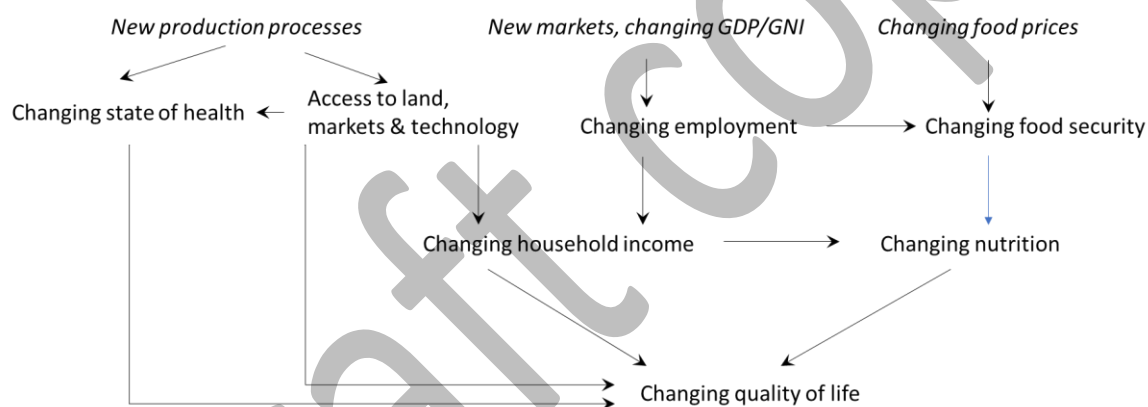 New production processes
New markets, changing GDP/GNI
Changing food prices
Changing state of health
Access to land,
markets & technology
Changing employment
Changing food security
Changing household income
Changing nutrition
Changing quality of life